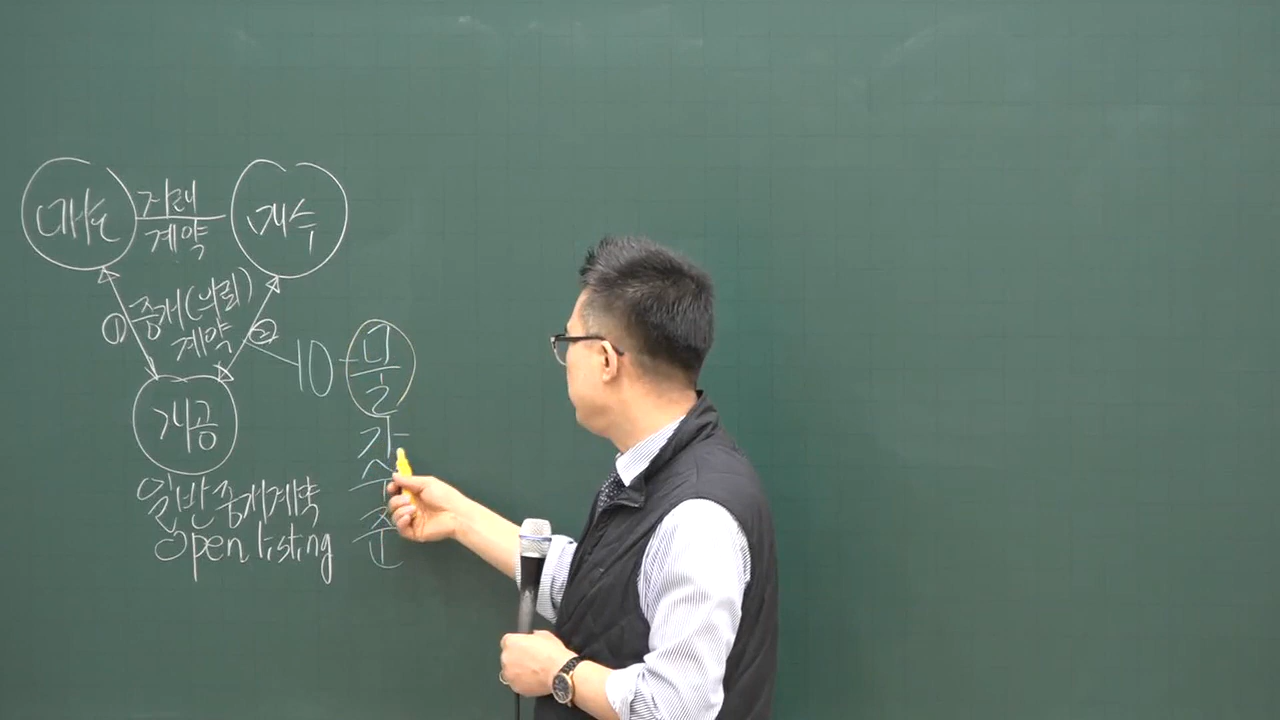 매도
거래
계약
매수
① 중개(의뢰)
계약 ②
10
물
가
수
준
개공
일반중개계약
Open listing